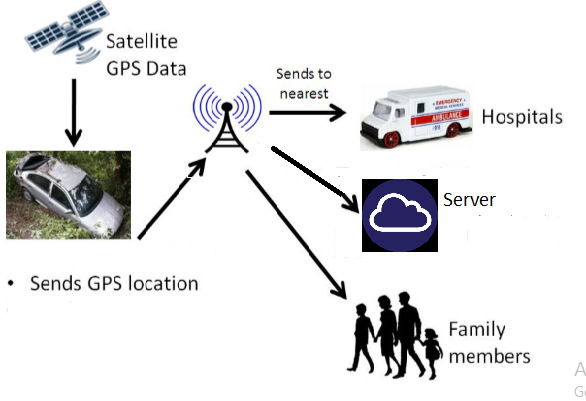 Satellite
GPS Data
Sends to
nearest
EMERGENCY
MEDICAL SERVICES
AMBULANCE
Hospitals
Server
• Sends GPS location
Family
members
A